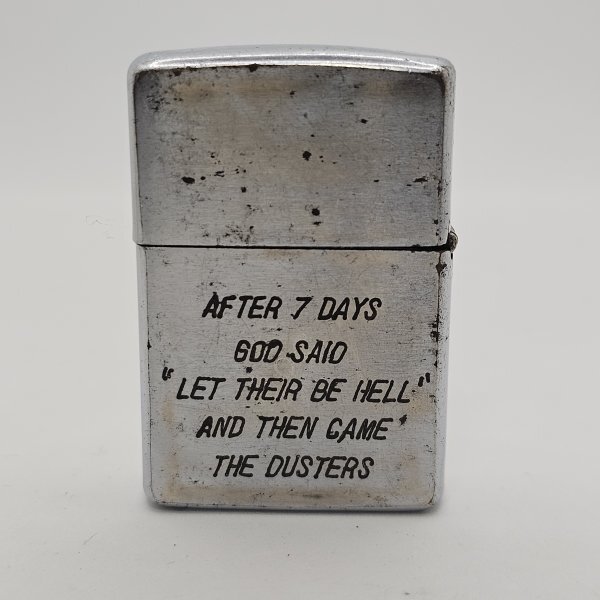 AFTER 7 DAYS
GOD SAID
"LET THEIR BE HELL"
AND THEN CAME
THE DUSTERS